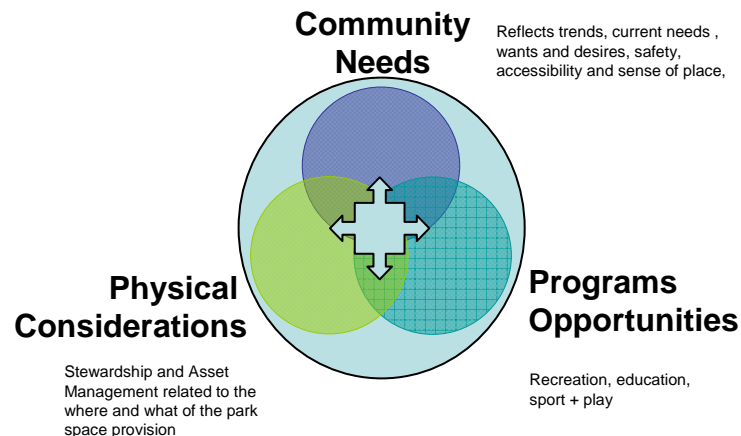 Community
Needs
Reflects trends, current needs ,
wants and desires, safety,
accessibility and sense of place,
Physical
Considerations
Stewardship and Asset
Management related to the
where and what of the park
space provision
Programs
Opportunities
Recreation, education,
sport + play